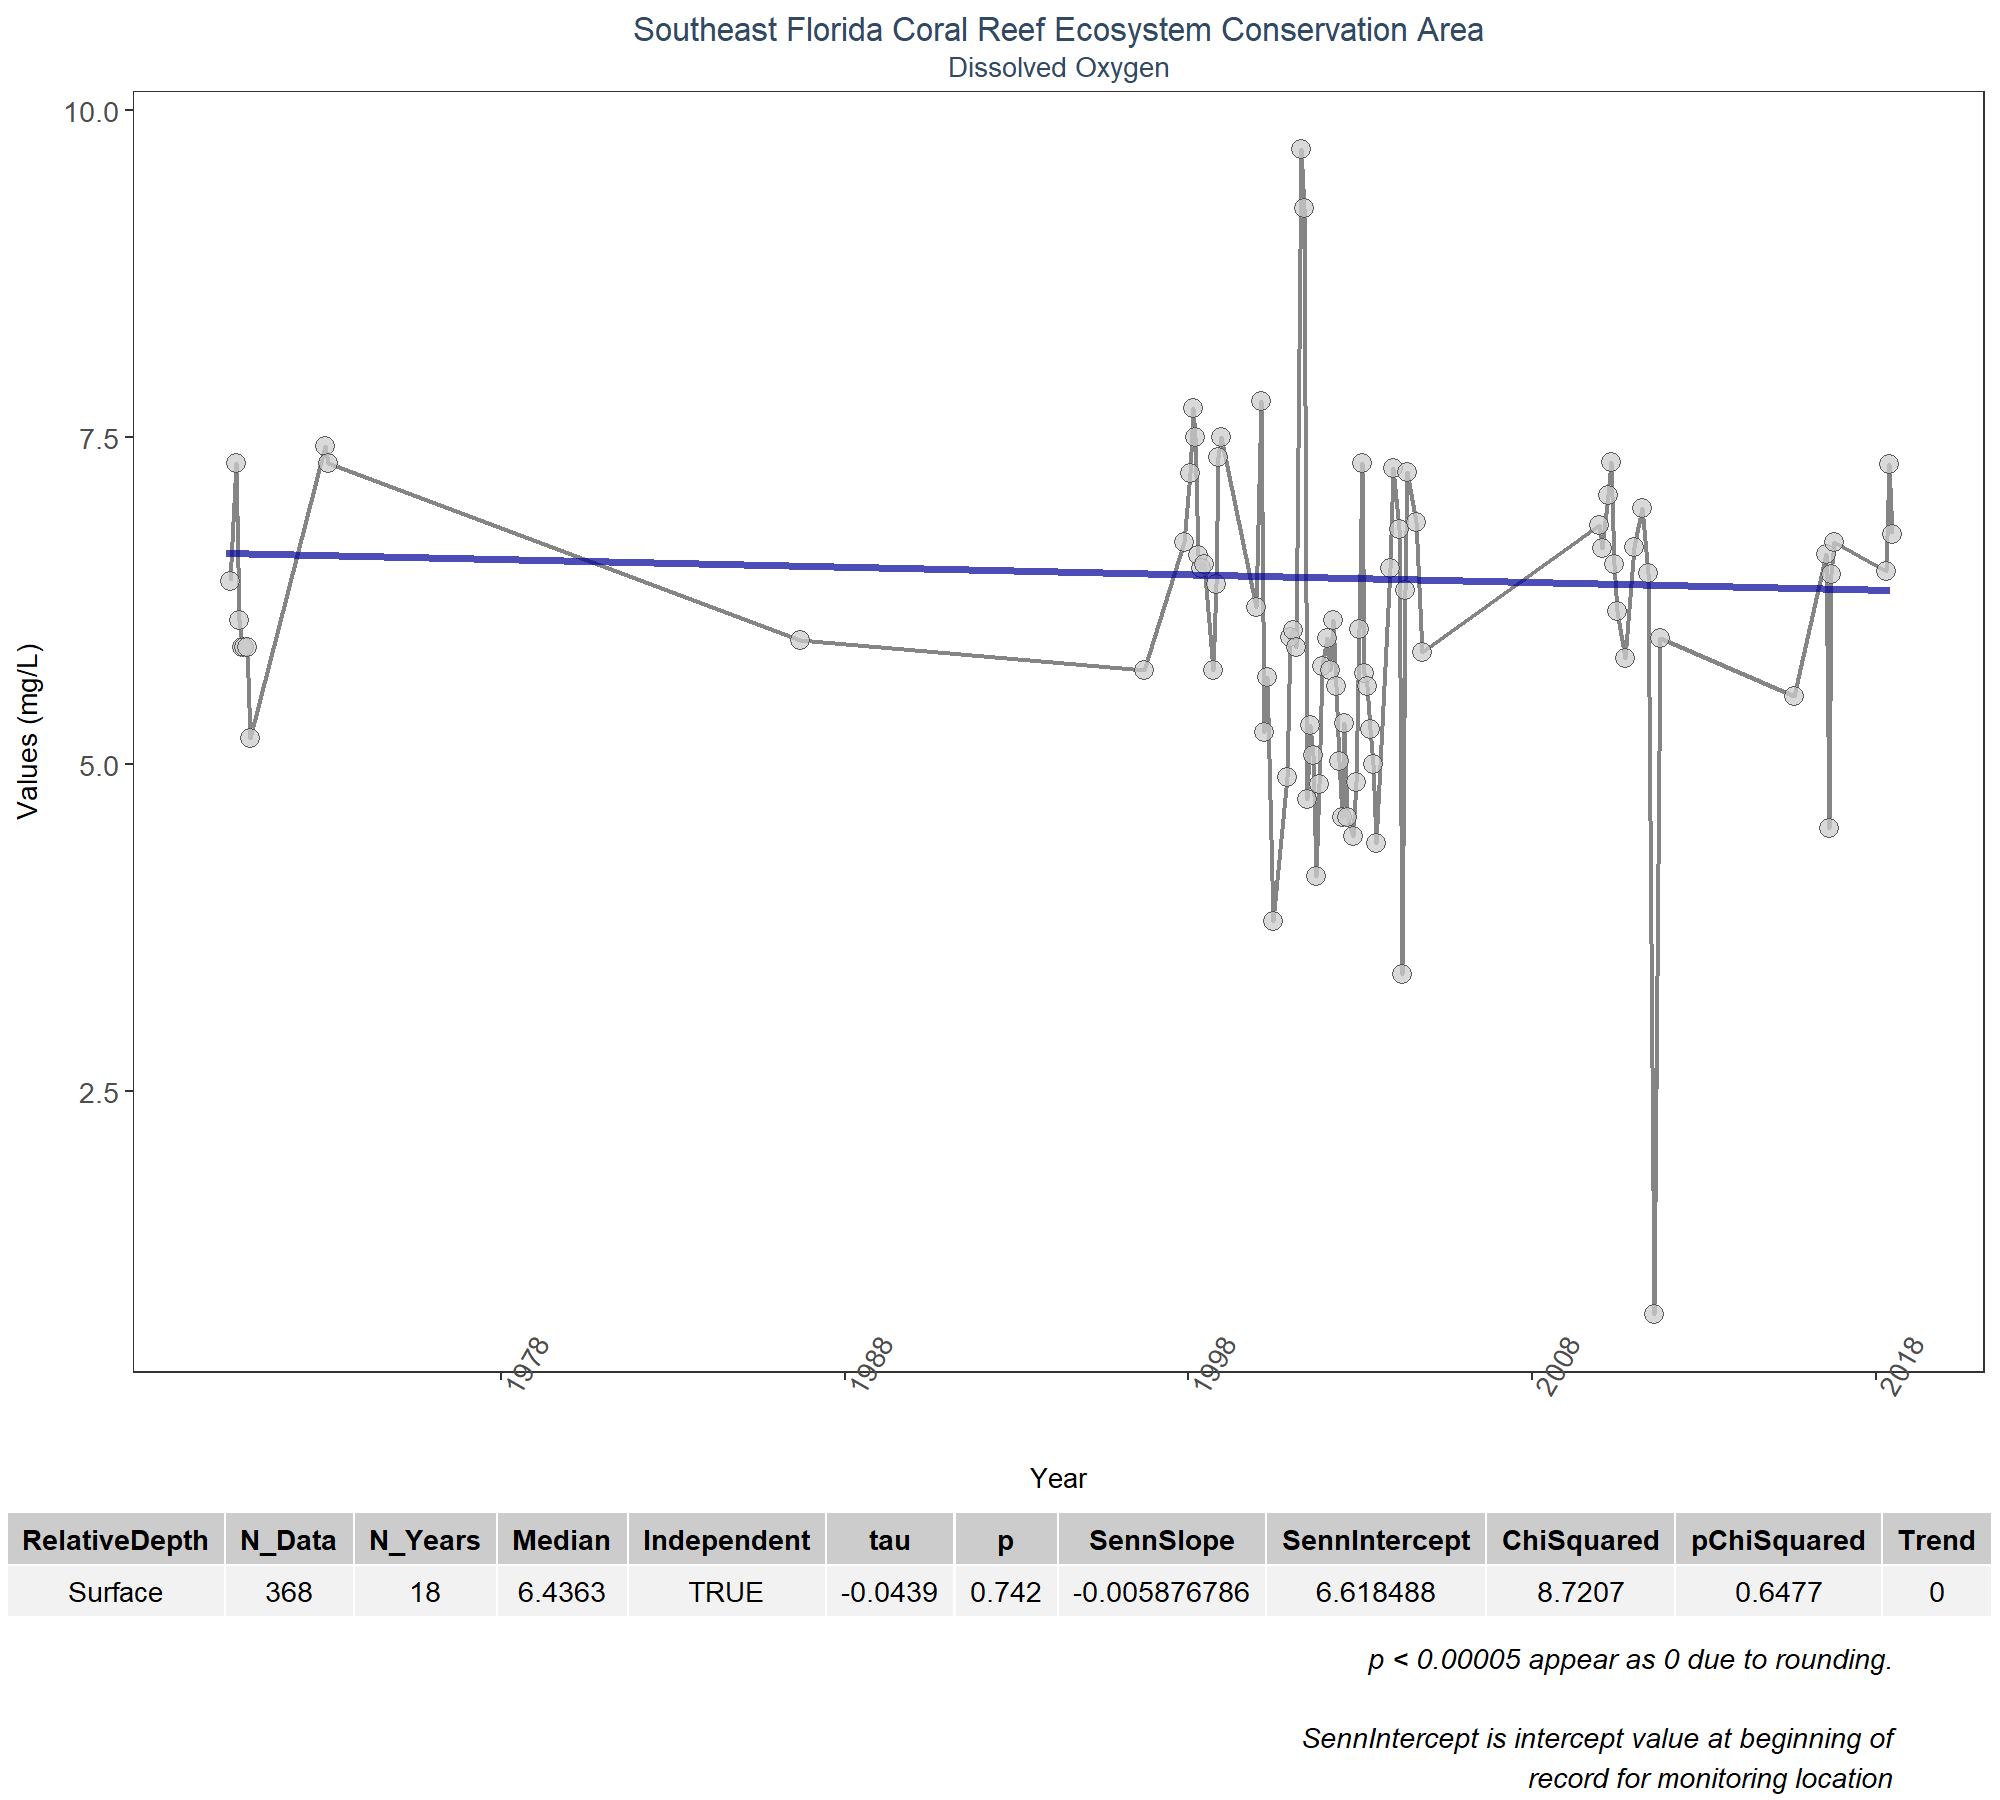 Southeast Florida Coral Reef Ecosystem Conservation Area
Dissolved Oxygen
10.0
7.5
5.0
2.5
Values (mg/L)
1978
1988
1998
2008
2018
Year
RelativeDepth N_Data N_Years Median Independent tau p SennSlope SennIntercept ChiSquared pChiSquared Trend
Surface 368 18 6.4363 TRUE -0.0439 0.742 -0.005876786 6.618488 8.7207 0.6477 0
p < 0.00005 appear as 0 due to rounding.
SennIntercept is intercept value at beginning of
record for monitoring location